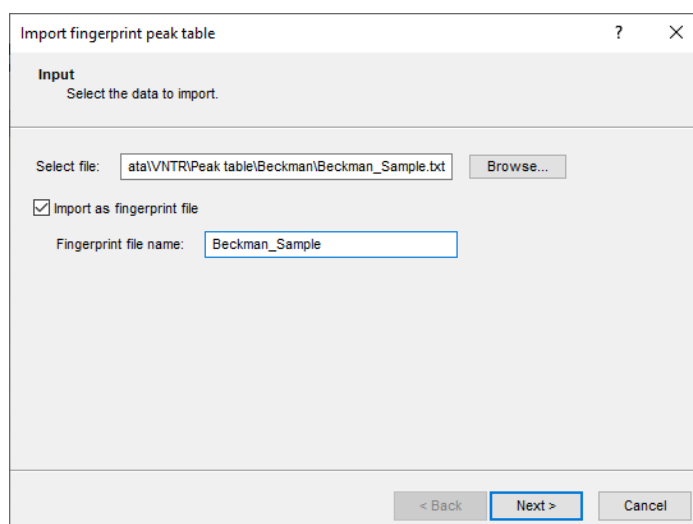 Import fingerprint peak table ? X
Input
Select the data to import.
Select file: ata\VNTR\Peak table\Beckman\Beckman_Sample.txt Browse...
Import as fingerprint file
Fingerprint file name: Beckman_Sample
< Back Next > Cancel